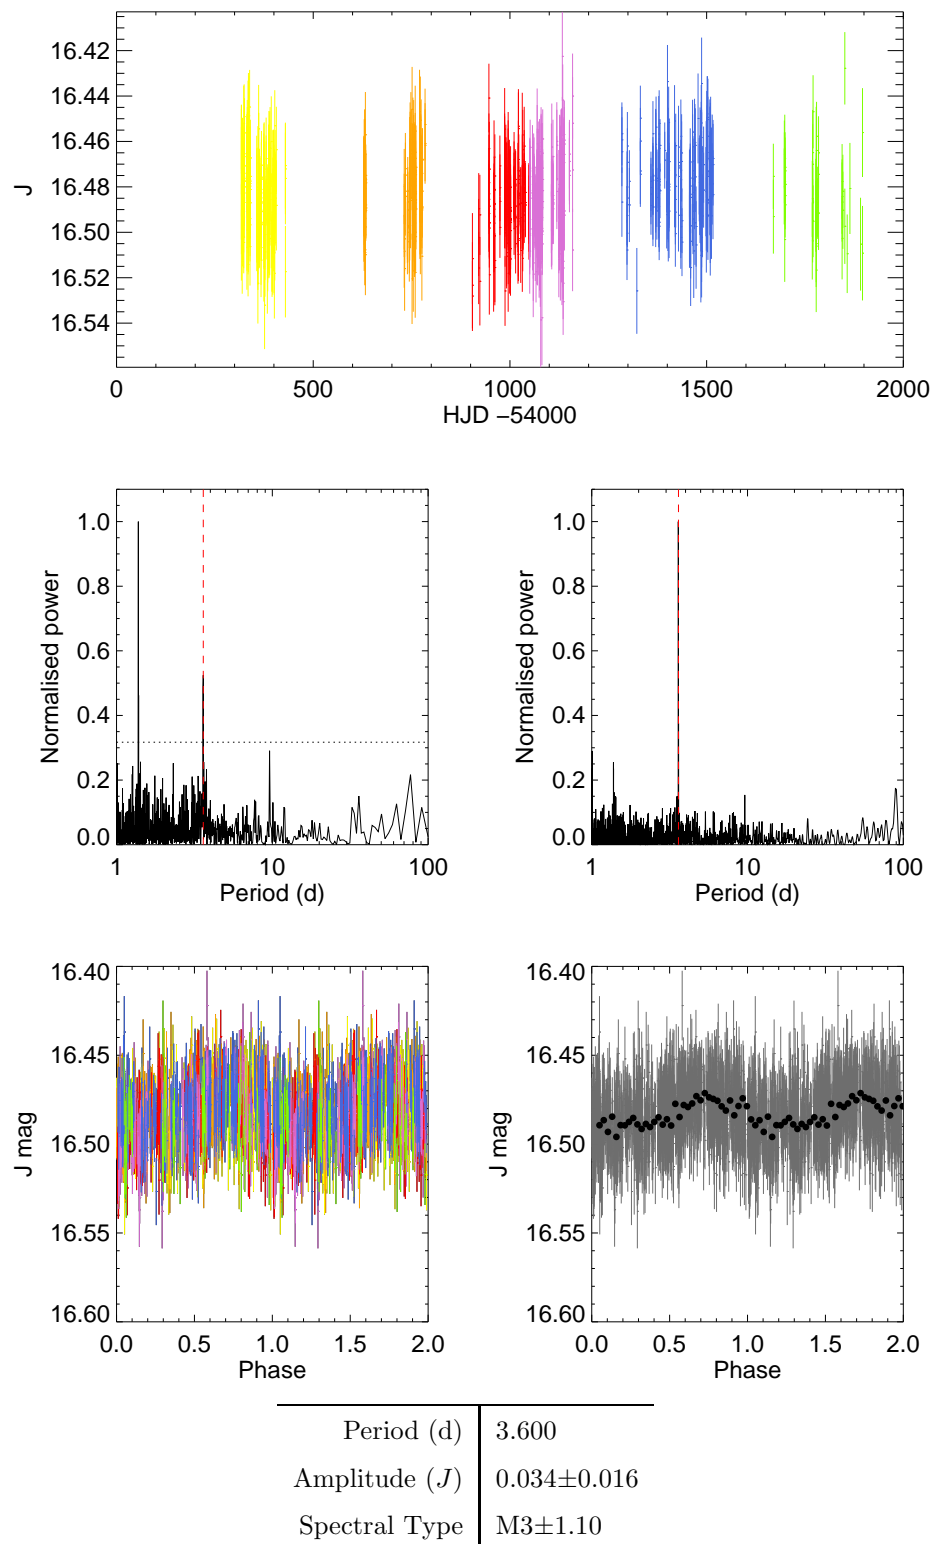 16.42
16.44
16.46
16.48
16.50
16.52
16.54
J
0 500 1000 1500 2000
HJD −54000
1.0 1.0
0.8 0.8
0.6 0.6
0.4 0.4
0.2 0.2
0.0 0.0
Normalised power Normalised power
1 10 100 1 10 100
Period (d) Period (d)
16.40 16.40
16.45 16.45
16.50 16.50
16.55 16.55
16.60 16.60
J mag J mag
0.0 0.5 1.0 1.5 2.0 0.0 0.5 1.0 1.5 2.0
Phase Phase
Period (d) 3.600
Amplitude (J) 0.034±0.016
Spectral Type M3±1.10